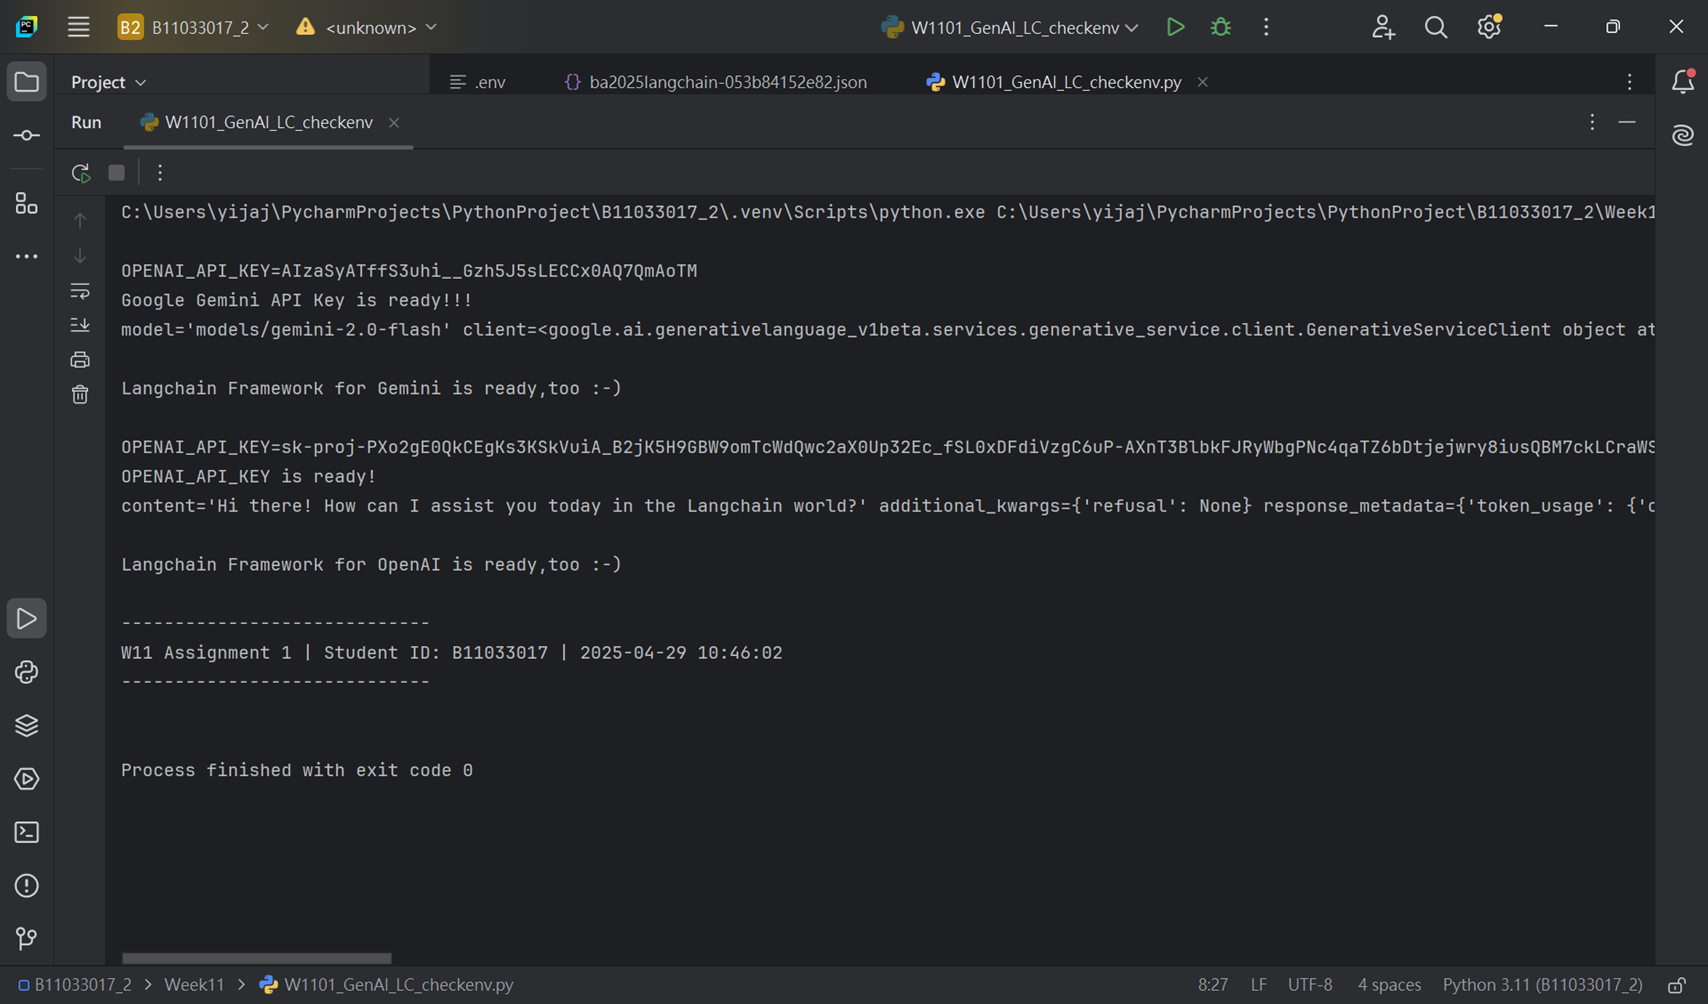 PC
B2 B11033017_2
<unknown>
W1101_GenAI_LC_checkenv
Project
.env
{} ba2025langchain-053b84152e82.json
W1101_GenAI_LC_checkenv.py
Run
W1101_GenAI_LC_checkenv
C:\Users\yijaj\PycharmProjects\PythonProject\B11033017_2\.venv\Scripts\python.exe C:\Users\yijaj\PycharmProjects\PythonProject\B11033017_2\Week1
OPENAI_API_KEY=
Google Gemini API Key is ready!!!
model='models/gemini-2.0-flash' client=<google.ai.generativelanguage_v1beta.services.generative_service.client.GenerativeServiceClient object at
Langchain Framework for Gemini is ready,too :-)
OPENAI_API_KEY=
OPENAI_API_KEY is ready!
content='Hi there! How can I assist you today in the Langchain world?' additional_kwargs={'refusal': None} response_metadata={'token_usage': {'c
Langchain Framework for OpenAI is ready,too :-)
-----------------------------
W11 Assignment 1 | Student ID: B11033017 | 2025-04-29 10:46:02
-----------------------------
Process finished with exit code 0
B11033017_2 > Week11 > W1101_GenAI_LC_checkenv.py
8:27 LF UTF-8 4 spaces Python 3.11 (B11033017_2)